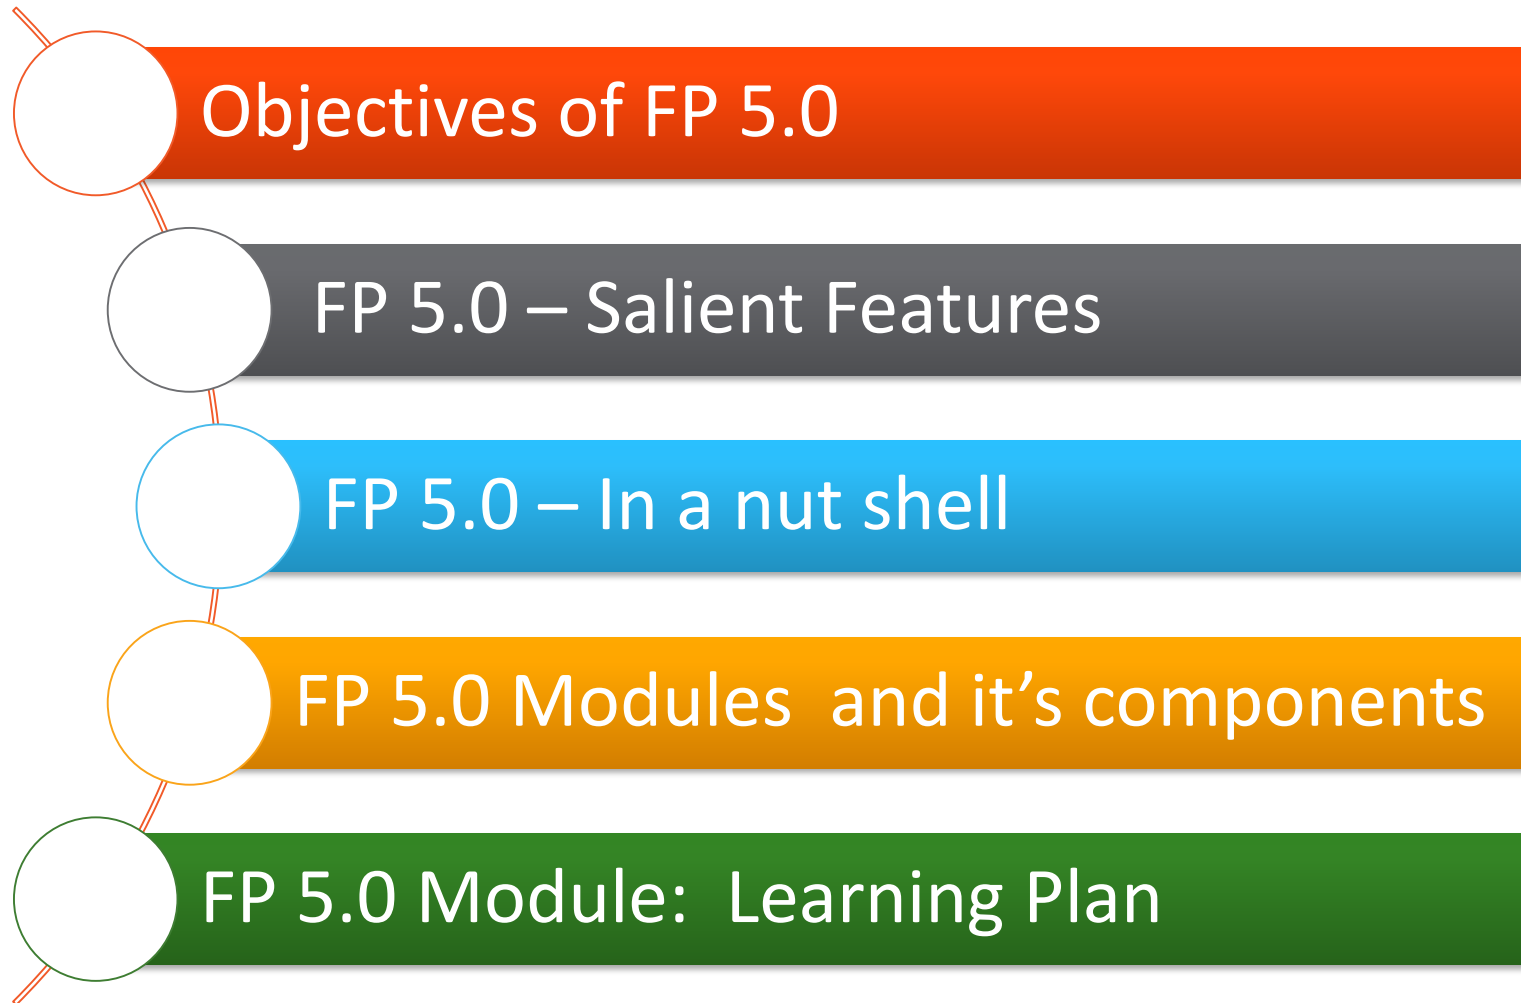 Objectives of FP 5.0
FP 5.0 – Salient Features
FP 5.0 – In a nut shell
FP 5.0 Modules  and it’s components
FP 5.0 Module:  Learning Plan